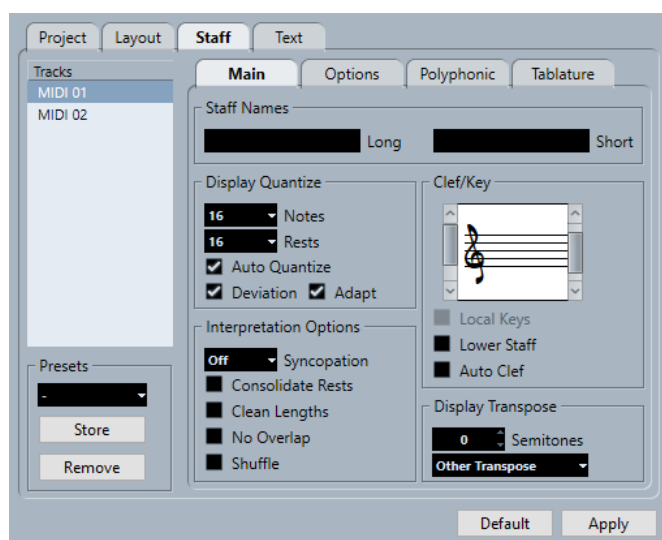 Project Layout Staff Text
Tracks
MIDI 01
MIDI 02
Presets
-
Store
Remove
Main Options Polyphonic Tablature
Staff Names
Long Short
Display Quantize
16 Notes
16 Rests
Auto Quantize
Deviation Adapt
Interpretation Options
Off Syncopation
Consolidate Rests
Clean Lengths
No Overlap
Shuffle
Clef/Key
Local Keys
Lower Staff
Auto Clef
Display Transpose
0 Semitones
Other Transpose
Default Apply